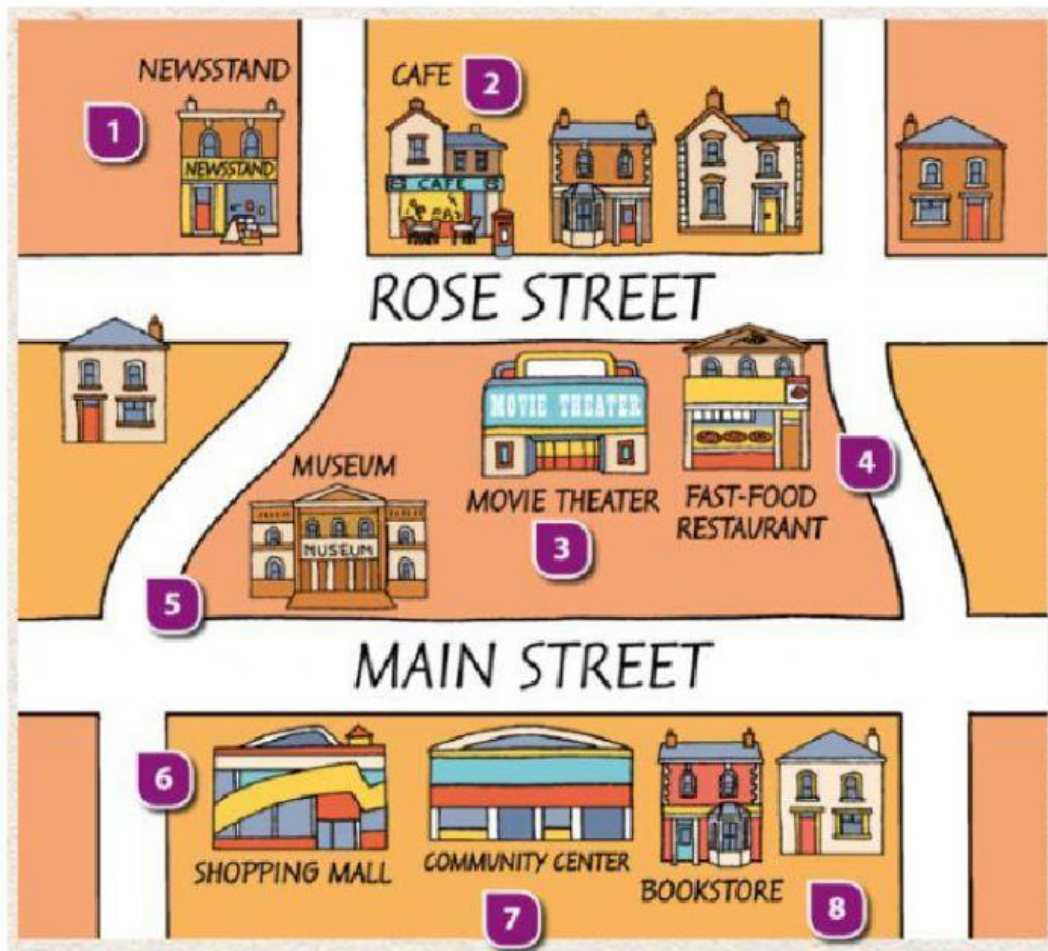 NEWSSTAND
1
NEWSSTAND
CAFE
2
CAFE
ROSE STREET
MOVIE THEATER
MOVIE THEATER
3
FAST-FOOD
RESTAURANT
4
MUSEUM
MUSEUM
5
MAIN STREET
6
SHOPPING MALL
COMMUNITY CENTER
7
BOOKSTORE
8